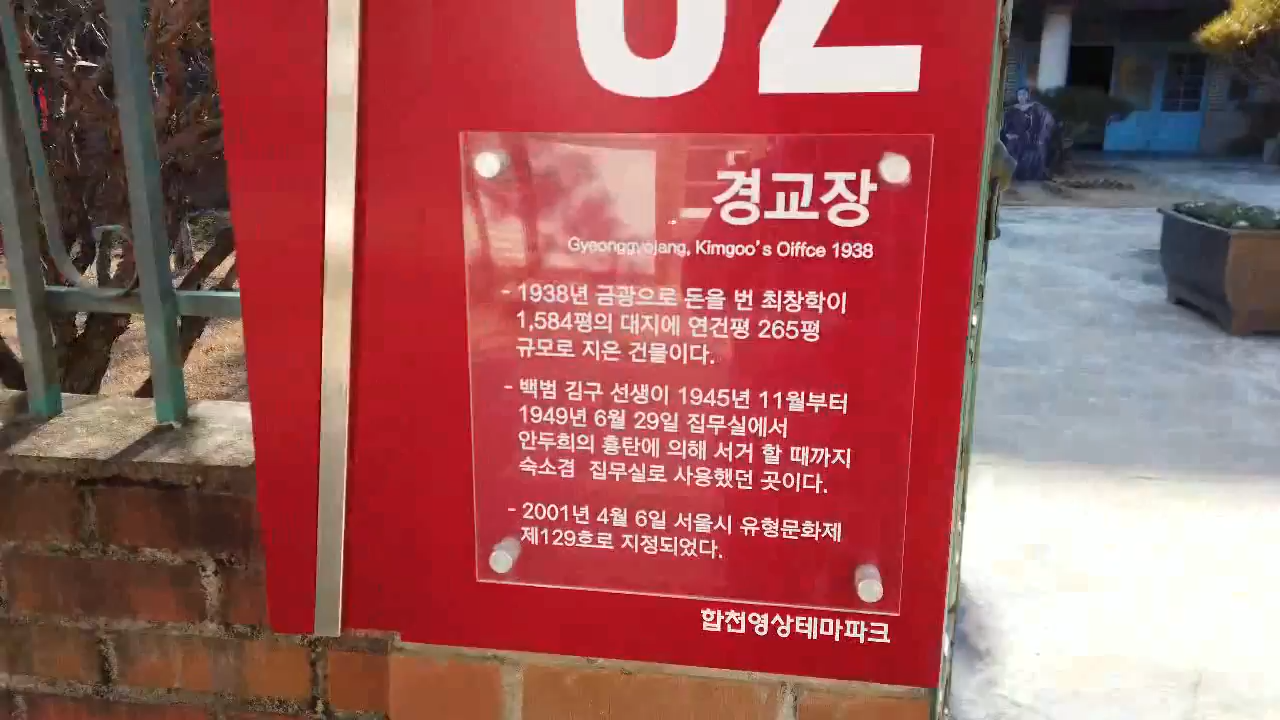 02
경교장
Gyeonggyojang, Kimgoo's Oiffce 1938
- 1938년 금광으로 돈을 번 최창학이
1,584평의 대지에 연건평 265평
규모로 지은 건물이다.
- 백범 김구 선생이 1945년 11월부터
1949년 6월 29일 집무실에서
안두희의 흉탄에 의해 서거 할 때까지
숙소겸 집무실로 사용했던 곳이다.
- 2001년 4월 6일 서울시 유형문화제
제129호로 지정되었다.
합천영상테마파크